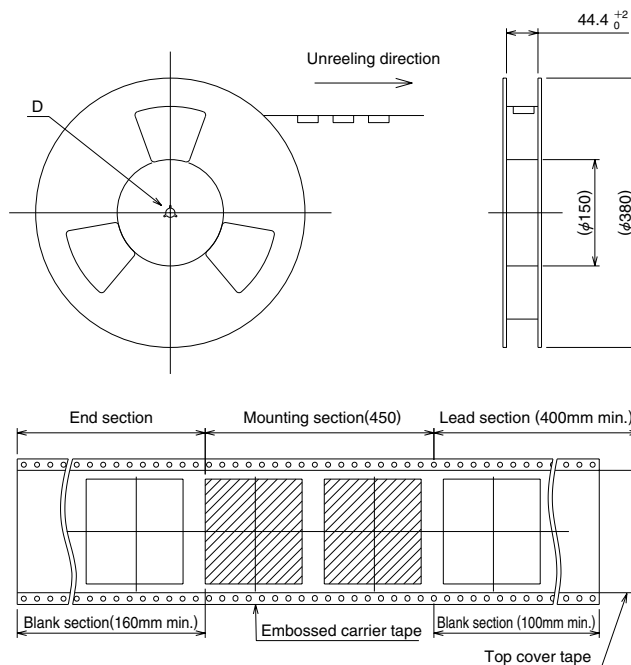 44.4 +2 0
Unreeling direction
D
(φ150)
(φ380)
End section
Mounting section(450)
Lead section (400mm min.)
Blank section(160mm min.)
Embossed carrier tape
Blank section (100mm min.)
Top cover tape